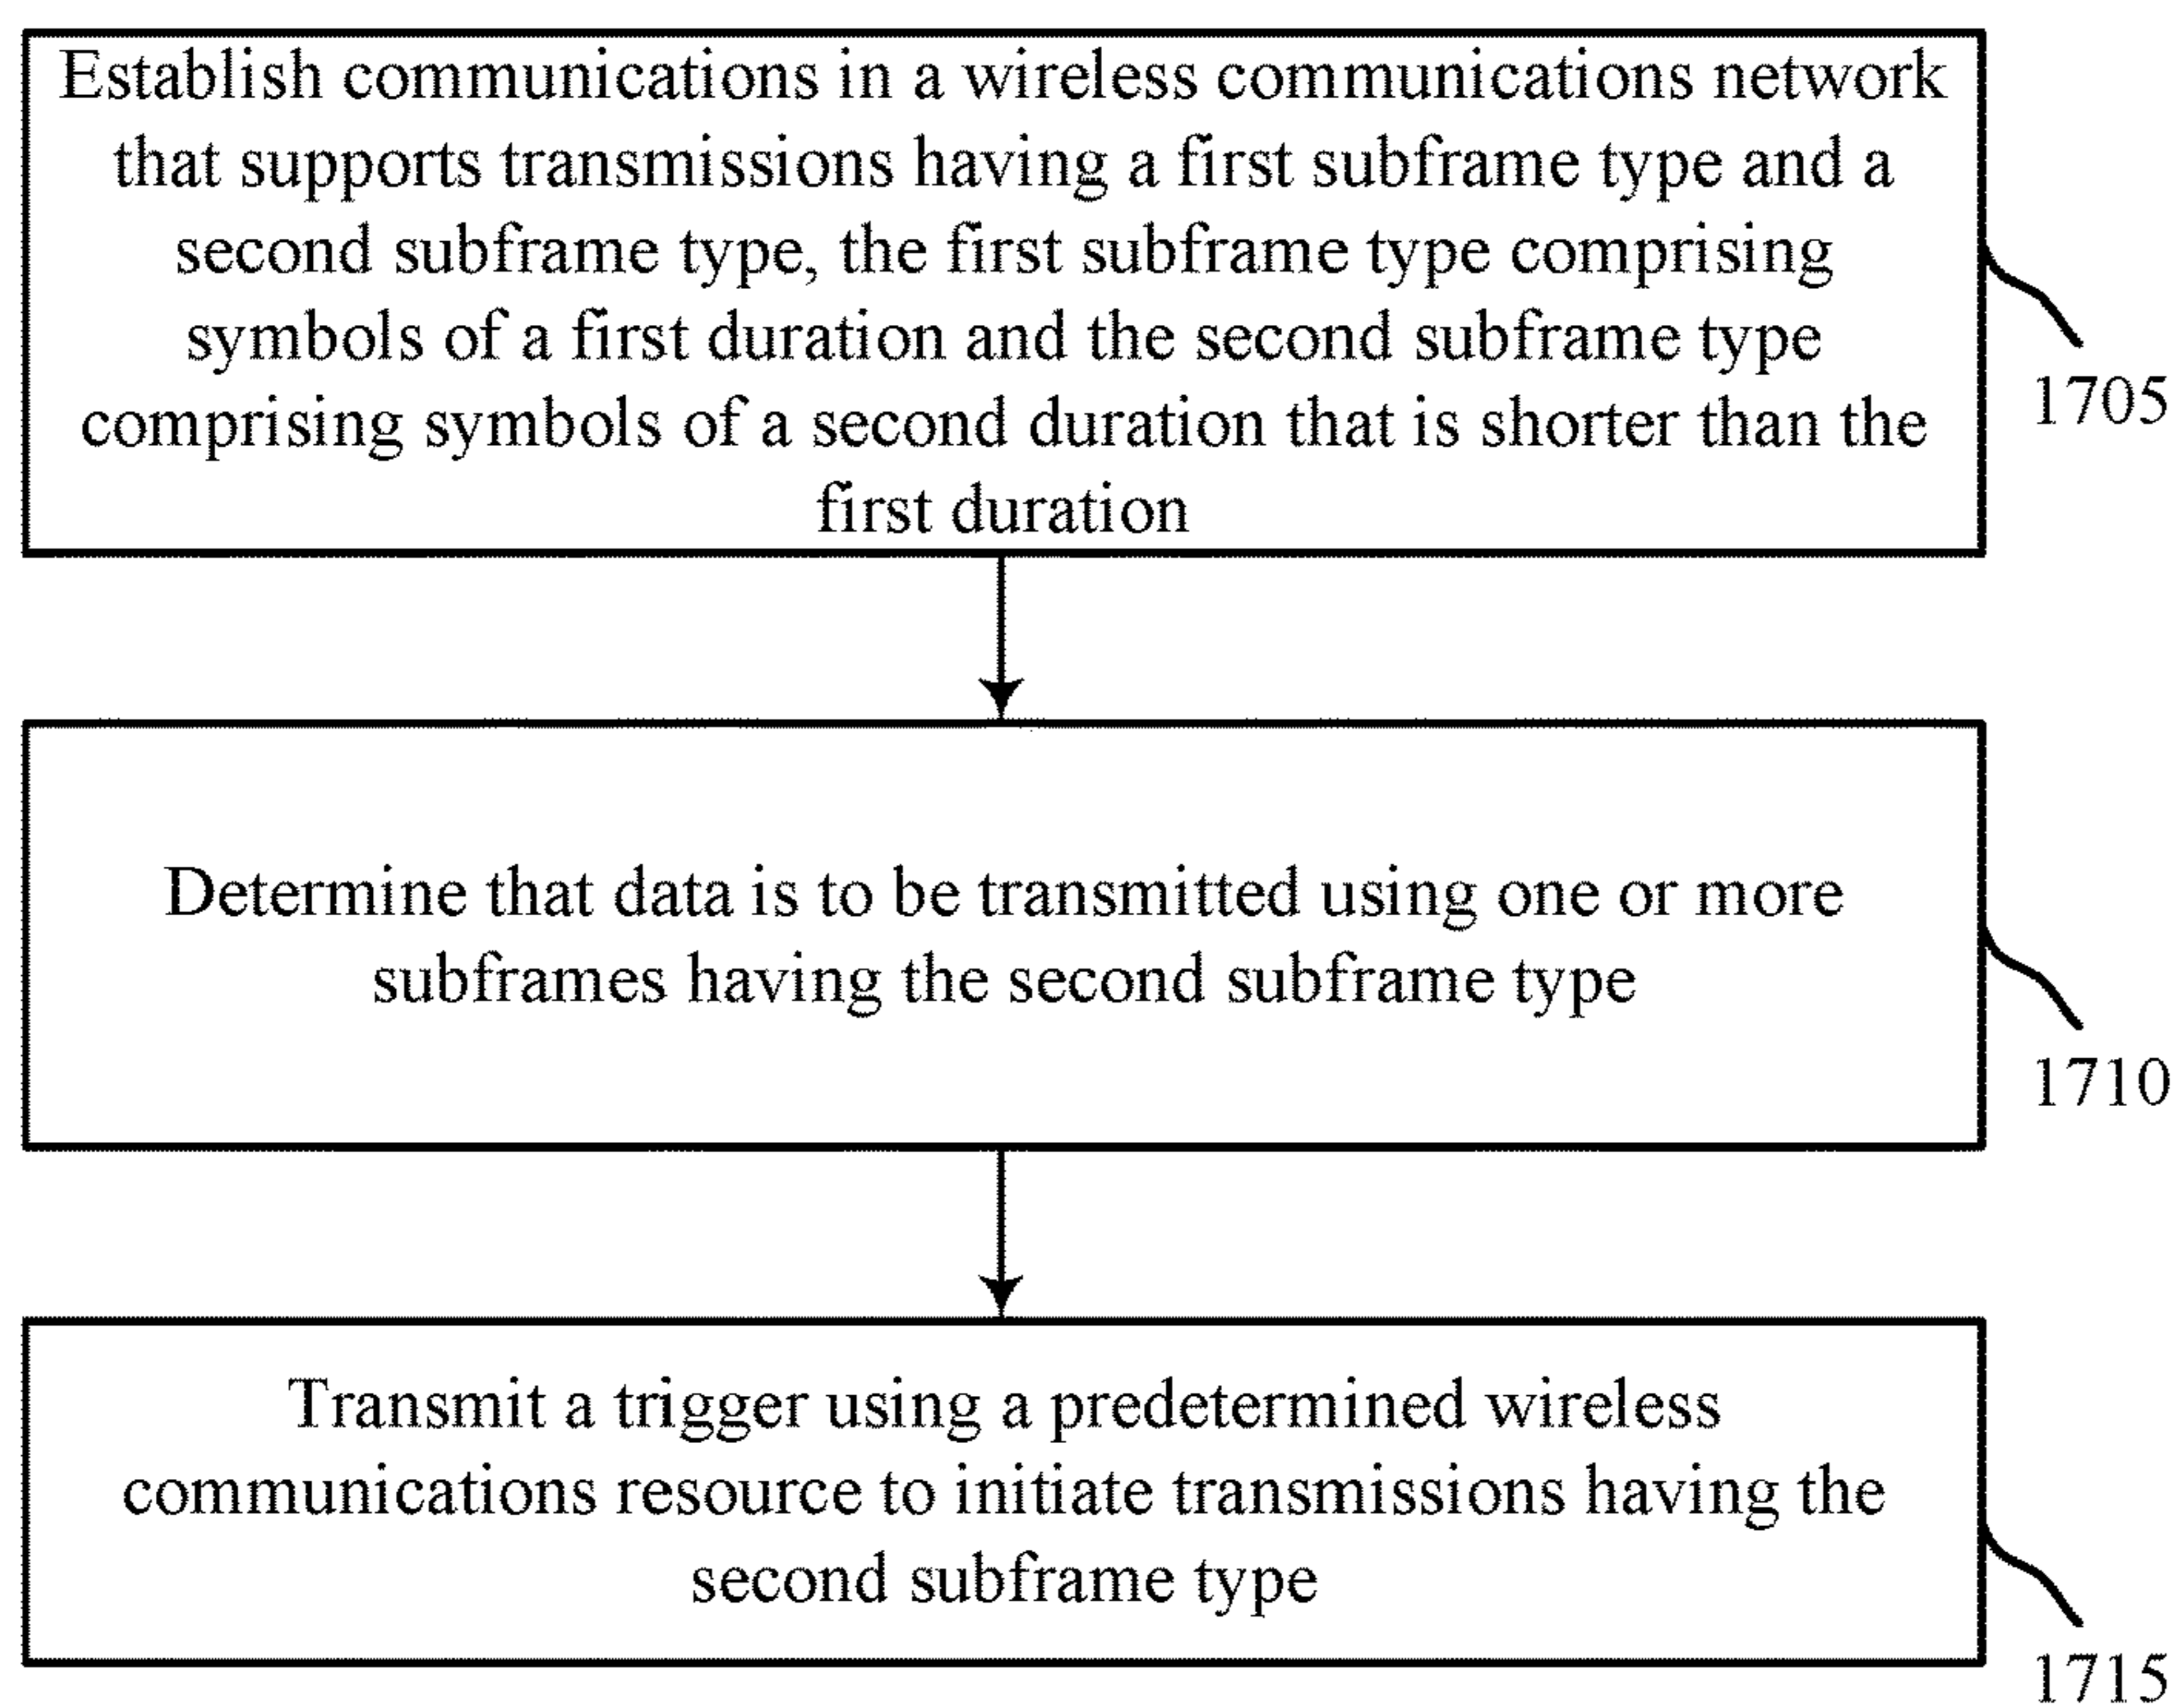 Establish communications in a wireless communications network
that supports transmissions having a first subframe type and a
second subframe type, the first subframe type comprising
symbols of a first duration and the second subframe type
comprising symbols of a second duration that is shorter than the
first duration
1705
Determine that data is to be transmitted using one or more
subframes having the second subframe type
1710
Transmit a trigger using a predetermined wireless
communications resource to initiate transmissions having the
second subframe type
1715